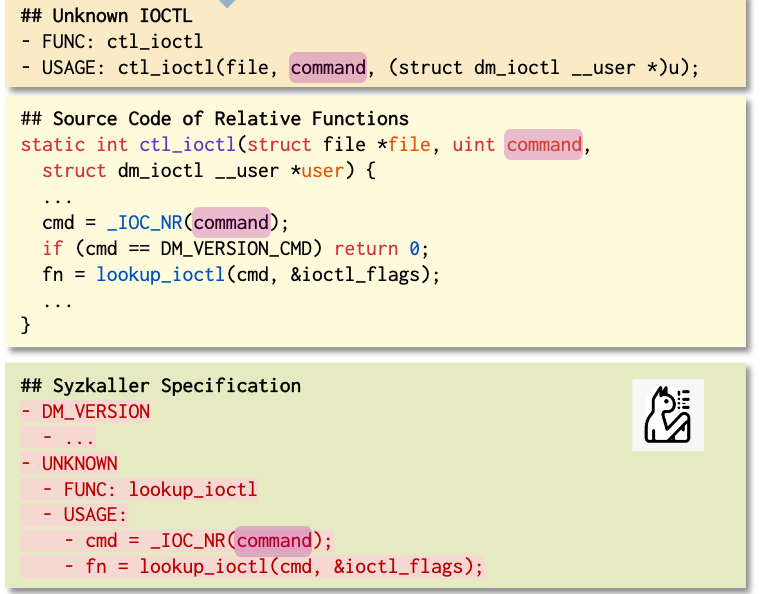 ## Unknown IOCTL
- FUNC: ctl_ioctl
- USAGE: ctl_ioctl(file, command, (struct dm_ioctl __user *)u);
## Source Code of Relative Functions
static int ctl_ioctl(struct file *file, uint command,
struct dm_ioctl __user *user) {
...
cmd = _IOC_NR(command);
if (cmd == DM_VERSION_CMD) return 0;
fn = lookup_ioctl(cmd, &ioctl_flags);
...
}
## Syzkaller Specification
- DM_VERSION
- ...
- UNKNOWN
- FUNC: lookup_ioctl
- USAGE:
- cmd = _IOC_NR(command);
- fn = lookup_ioctl(cmd, &ioctl_flags);